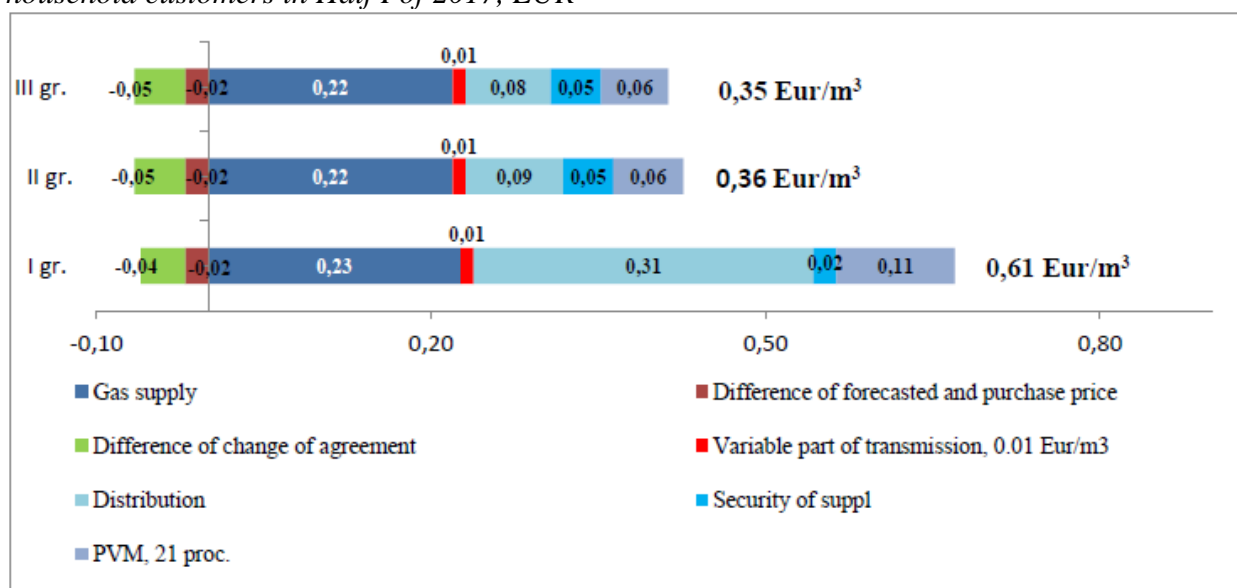 household customers in Half I of 2017, EUR
0,01
III gr. -0,05 -0,02 0,22 0,08 0,05 0,06 0,35 Eur/m³
0,01
II gr. -0,05 -0,02 0,22 0,09 0,05 0,06 0,36 Eur/m³
0,01
I gr. -0,04 -0,02 0,23 0,31 0,02 0,11 0,61 Eur/m³
-0,10 0,20 0,50 0,80
Gas supply Difference of forecasted and purchase price
Difference of change of agreement Variable part of transmission, 0.01 Eur/m3
Distribution Security of suppl
PVM, 21 proc.